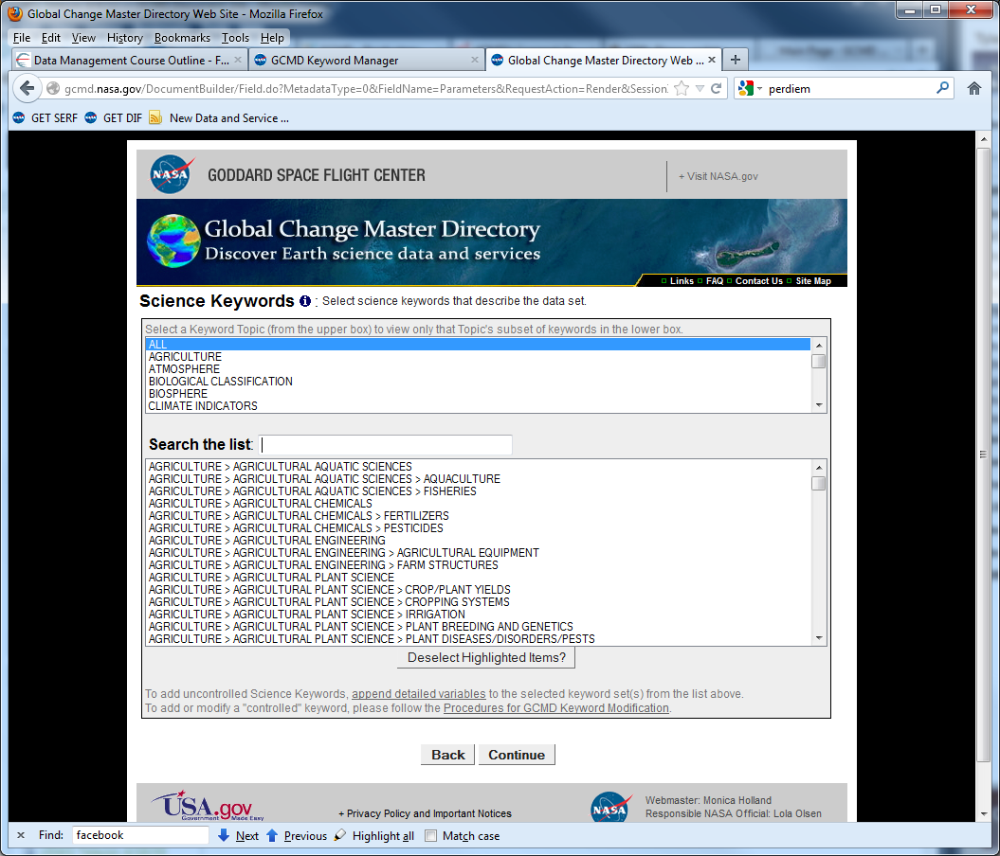 Global Change Master Directory Web Site - Mozilla Firefox
File Edit View History Bookmarks Tools Help
Data Management Course Outline - F... GCMD Keyword Manager Global Change Master Directory Web ...
gcmd.nasa.gov/DocumentBuilder/Field.do?MetadataType=0&FieldName=Parameters&RequestAction=Render&Session perdiem
GET SERF GET DIF New Data and Service ...
NASA GODDARD SPACE FLIGHT CENTER + Visit NASA.gov
Global Change Master Directory
Discover Earth science data and services
Links FAQ Contact Us Site Map
Science Keywords : Select science keywords that describe the data set.
Select a Keyword Topic (from the upper box) to view only that Topic's subset of keywords in the lower box.
ALL
AGRICULTURE
ATMOSPHERE
BIOLOGICAL CLASSIFICATION
BIOSPHERE
CLIMATE INDICATORS
Search the list:
AGRICULTURE > AGRICULTURAL AQUATIC SCIENCES
AGRICULTURE > AGRICULTURAL AQUATIC SCIENCES > AQUACULTURE
AGRICULTURE > AGRICULTURAL AQUATIC SCIENCES > FISHERIES
AGRICULTURE > AGRICULTURAL CHEMICALS
AGRICULTURE > AGRICULTURAL CHEMICALS > FERTILIZERS
AGRICULTURE > AGRICULTURAL CHEMICALS > PESTICIDES
AGRICULTURE > AGRICULTURAL ENGINEERING
AGRICULTURE > AGRICULTURAL ENGINEERING > AGRICULTURAL EQUIPMENT
AGRICULTURE > AGRICULTURAL ENGINEERING > FARM STRUCTURES
AGRICULTURE > AGRICULTURAL PLANT SCIENCE
AGRICULTURE > AGRICULTURAL PLANT SCIENCE > CROP/PLANT YIELDS
AGRICULTURE > AGRICULTURAL PLANT SCIENCE > CROPPING SYSTEMS
AGRICULTURE > AGRICULTURAL PLANT SCIENCE > IRRIGATION
AGRICULTURE > AGRICULTURAL PLANT SCIENCE > PLANT BREEDING AND GENETICS
AGRICULTURE > AGRICULTURAL PLANT SCIENCE > PLANT DISEASES/DISORDERS/PESTS
Deselect Highlighted Items?
To add uncontrolled Science Keywords, append detailed variables to the selected keyword set(s) from the list above.
To add or modify a "controlled" keyword, please follow the Procedures for GCMD Keyword Modification.
Back Continue
USA.gov
Government Made Easy
+ Privacy Policy and Important Notices
NASA
Webmaster: Monica Holland
Responsible NASA Official: Lola Olsen
Find: facebook Next Previous Highlight all Match case